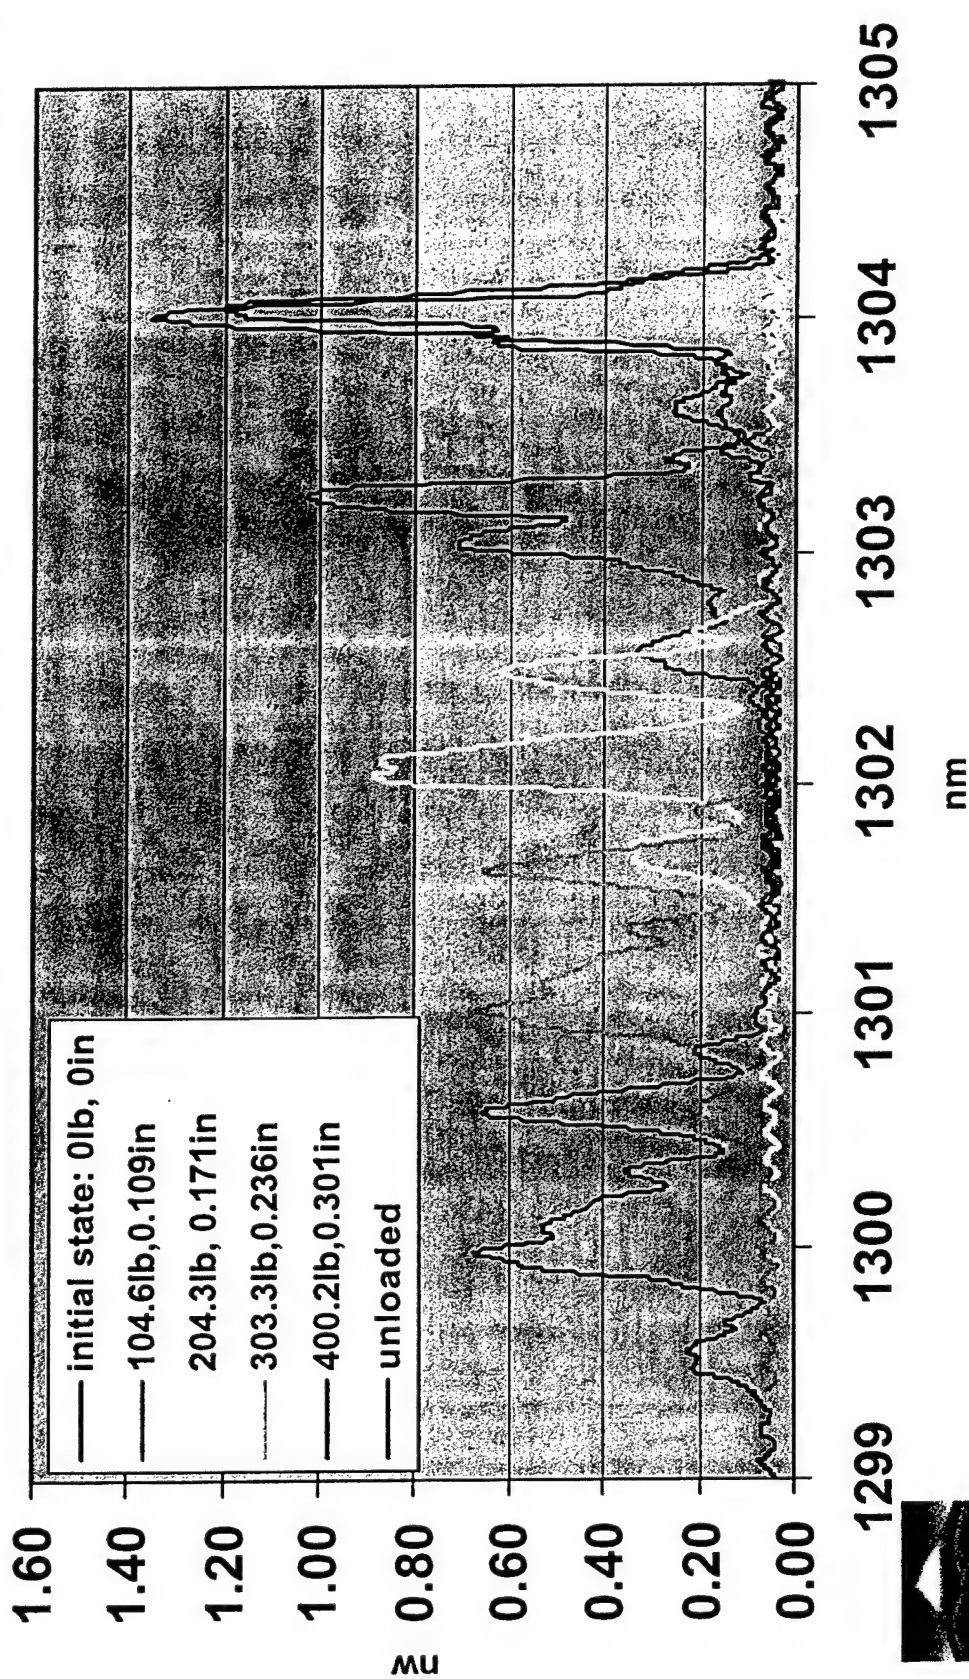 1.60
1.40
1.20
1.00
0.80
0.60
0.40
0.20
0.00
nw
initial state: 0lb, 0in
104.6lb,0.109in
204.3lb, 0.171in
303.3lb,0.236in
400.2lb,0.301in
unloaded
1299
1300
1301
1302
1303
1304
1305
nm